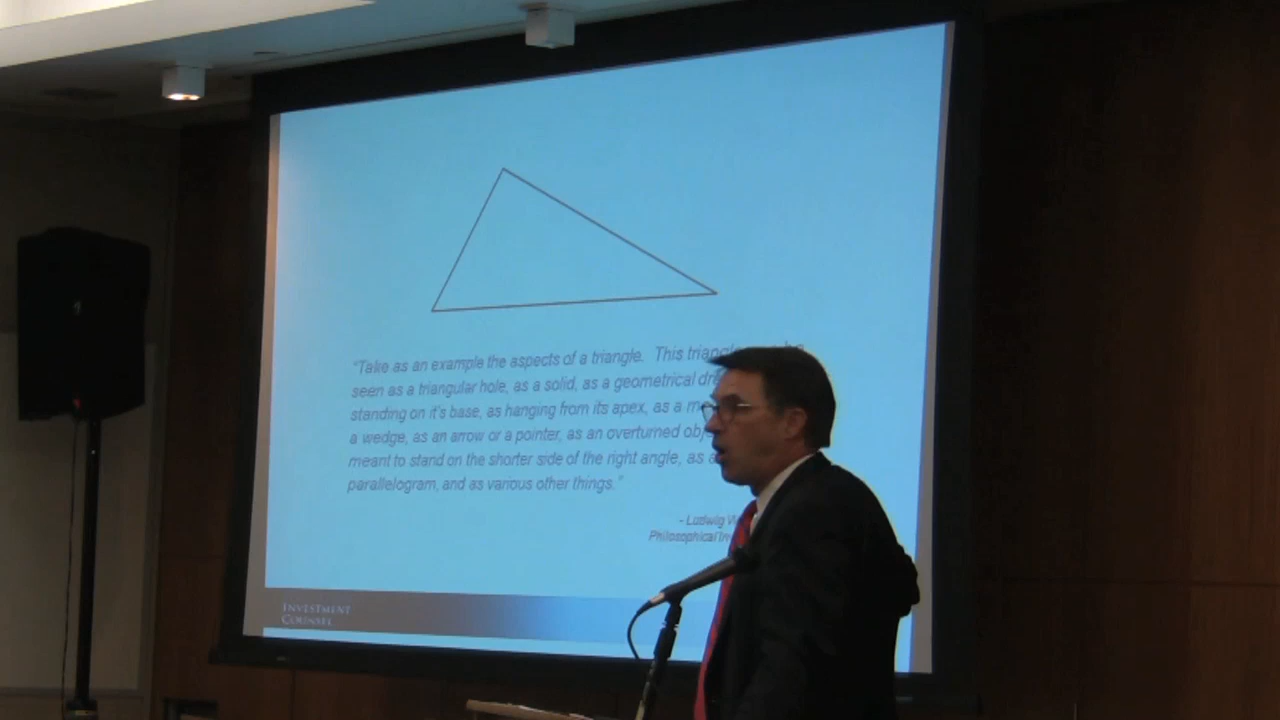 "Take as an example the aspects of a triangle. This triangle
seen as a triangular hole, as a solid, as a geometrical
standing on it's base, as hanging from its apex, as a
a wedge, as an arrow or a pointer, as an overturned
meant to stand on the shorter side of the right angle, as a
parallelogram, and as various other things."
- Ludwig
Philosophical
INVESTMENT
COUNSEL